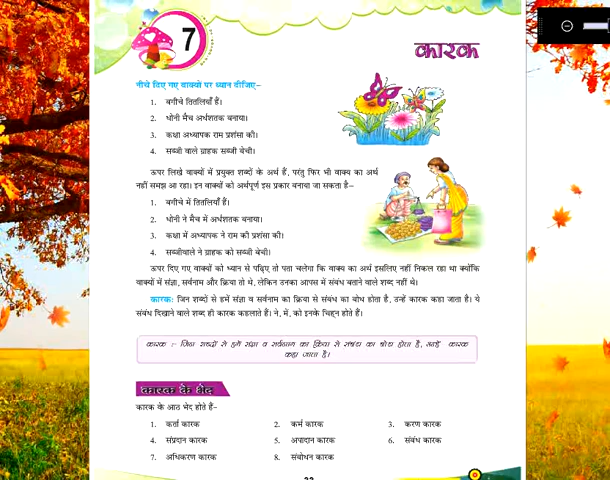 7
कारक
नीचे दिए गए वाक्यों पर ध्यान दीजिए–
1. बगीचे तितलियाँ हैं।
2. धोनी मैच अर्धशतक बनाया।
3. कक्षा अध्यापक राम प्रशंसा की।
4. सब्जी वाले ग्राहक सब्जी बेची।
ऊपर लिखे वाक्यों में प्रयुक्त शब्दों के अर्थ हैं, परंतु फिर भी वाक्य का अर्थ
नहीं समझ आ रहा। इन वाक्यों को अर्थपूर्ण इस प्रकार बनाया जा सकता है–
1. बगीचे में तितलियाँ हैं।
2. धोनी ने मैच में अर्धशतक बनाया।
3. कक्षा में अध्यापक ने राम की प्रशंसा की।
4. सब्जीवाले ने ग्राहक को सब्जी बेची।
ऊपर दिए गए वाक्यों को ध्यान से पढ़िए तो पता चलेगा कि वाक्य का अर्थ इसलिए नहीं निकल रहा था क्योंकि
वाक्यों में संज्ञा, सर्वनाम और क्रिया तो थे, लेकिन उनका आपस में संबंध बताने वाले शब्द नहीं थे।
कारक: जिन शब्दों से हमें संज्ञा व सर्वनाम का क्रिया से संबंध का बोध होता है, उन्हें कारक कहा जाता है। ये
संबंध दिखाने वाले शब्द ही कारक कहलाते हैं। ने, में, को इनके चिह्न होते हैं।
कारक :- जिन शब्दों से हमें संज्ञा व सर्वनाम का क्रिया से संबंध का बोध होता है, उन्हें कारक
कहा जाता है।
कारक के भेद
कारक के आठ भेद होते हैं–
1. कर्ता कारक 2. कर्म कारक 3. करण कारक
4. संप्रदान कारक 5. अपादान कारक 6. संबंध कारक
7. अधिकरण कारक 8. संबोधन कारक